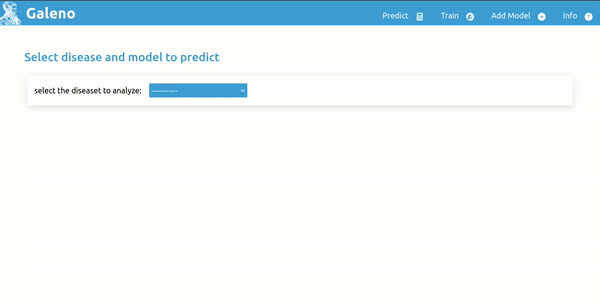 Galeno
Predict Train Add Model Info
Select disease and model to predict
select the diseaset to analyze: ---------